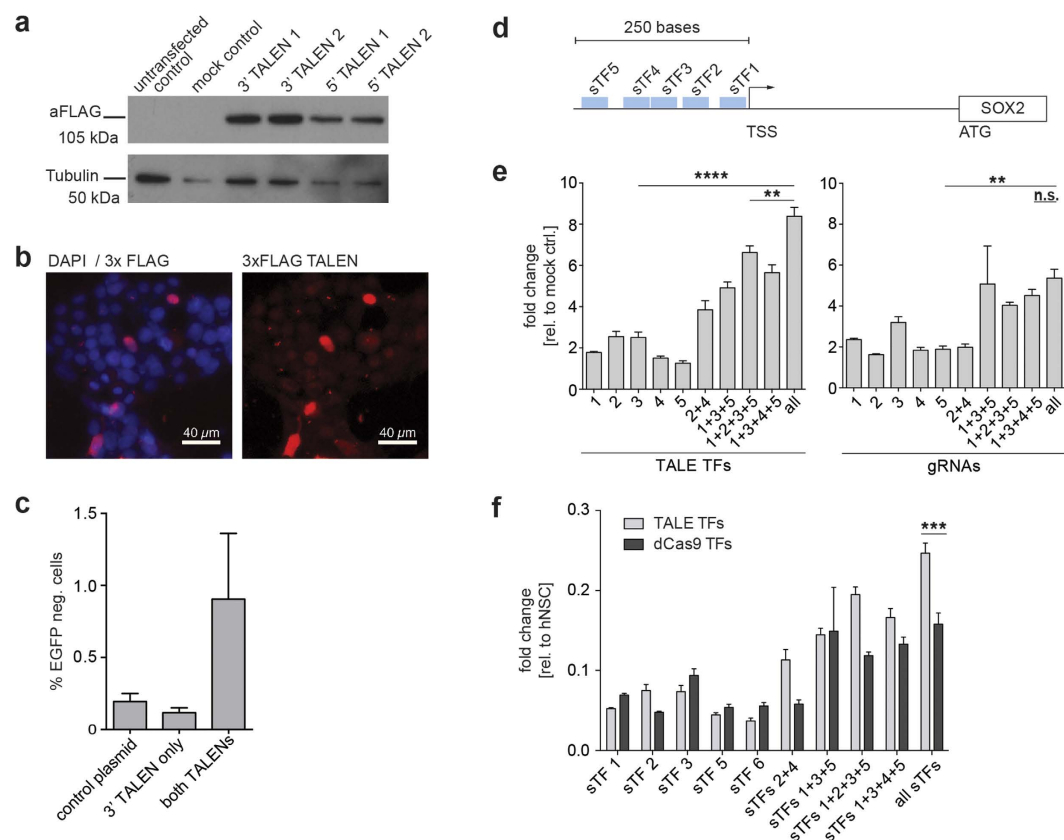 a
untransfected
control
mock control
3' TALEN 1
3' TALEN 2
5' TALEN 1
5' TALEN 2
aFLAG
105 kDa
Tubulin
50 kDa
b
DAPI / 3x FLAG
3xFLAG TALEN
40 µm
40 µm
c
1.5
1.0
0.5
0
% EGFP neg. cells
control plasmid
3' TALEN only
both TALENs
d
250 bases
sTF5
sTF4
sTF3
sTF2
sTF1
SOX2
TSS
ATG
e
fold change
[rel. to mock ctrl.]
10
8
6
4
2
0
****
**
1
2
3
4
5
2+4
1+3+5
1+2+3+5
1+3+4+5
all
TALE TFs
10
8
6
4
2
0
**
n.s.
1
2
3
4
5
2+4
1+3+5
1+2+3+5
1+3+4+5
all
gRNAs
f
fold change
[rel. to hNSC]
0.3
0.2
0.1
0.0
TALE TFs
dCas9 TFs
***
sTF 1
sTF 2
sTF 3
sTF 5
sTF 6
sTFs 2+4
sTFs 1+3+5
sTFs 1+2+3+5
sTFs 1+3+4+5
all sTFs